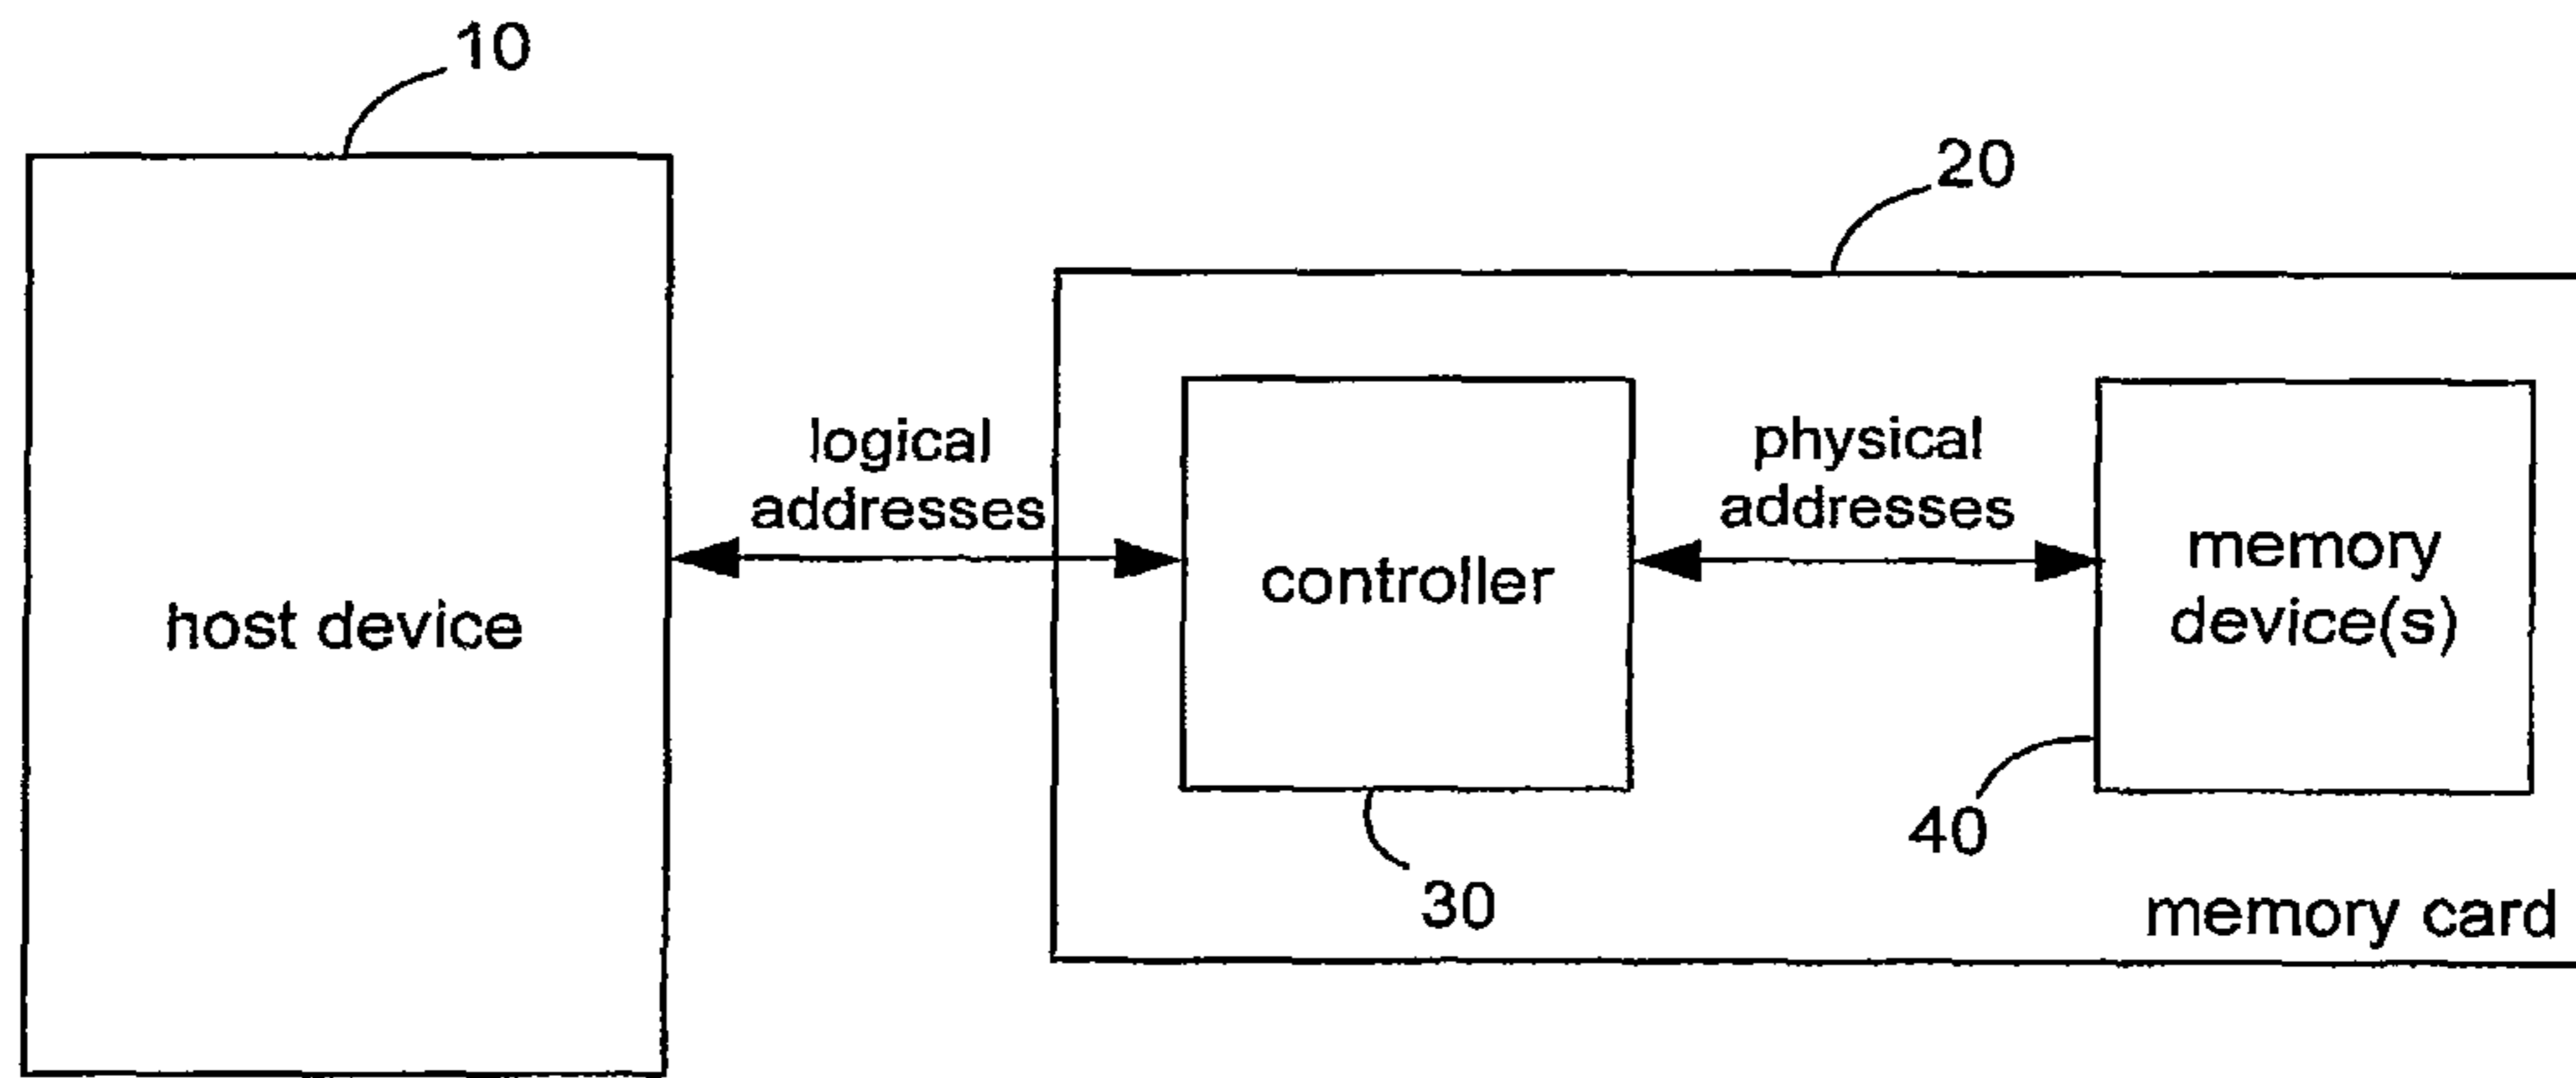 10
20
logical
addresses
physical
addresses
host device
controller
memory
device(s)
30
40
memory card